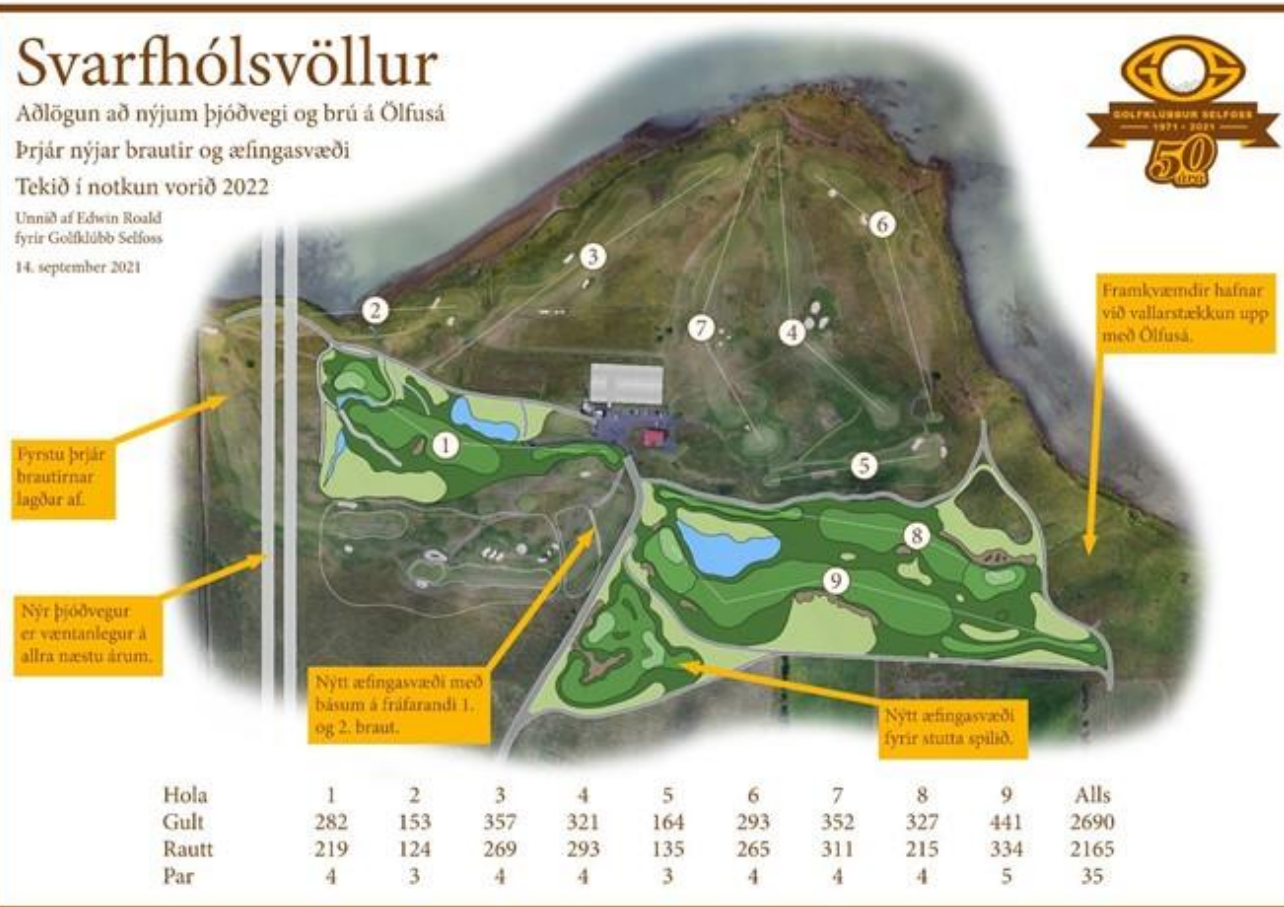 Svarfhólsvöllur
Aðlögun að nýjum þjóðvegi og brú á Ölfusá
Þrjár nýjar brautir og æfingasvæði
Tekið í notkun vorið 2022
Unnið af Edwin Roald
fyrir Golfklúbb Selfoss
14. september 2021
GOS
GOLFKLÚBBUR SELFOSS
1971 - 2021
50
ára
1
2
3
4
5
6
7
8
9
Framkvæmdir hafnar
við vallarstækkun upp
með Ölfusá.
Fyrstu þrjár
brautirnar
lagðar af.
Nýr þjóðvegur
er væntanlegur á
allra næstu árum.
Nýtt æfingasvæði með
básum á fráfarandi 1.
og 2. braut.
Nýtt æfingasvæði
fyrir stutta spilið.
Hola 1 2 3 4 5 6 7 8 9 Alls
Gult 282 153 357 321 164 293 352 327 441 2690
Rautt 219 124 269 293 135 265 311 215 334 2165
Par 4 3 4 4 3 4 4 4 5 35